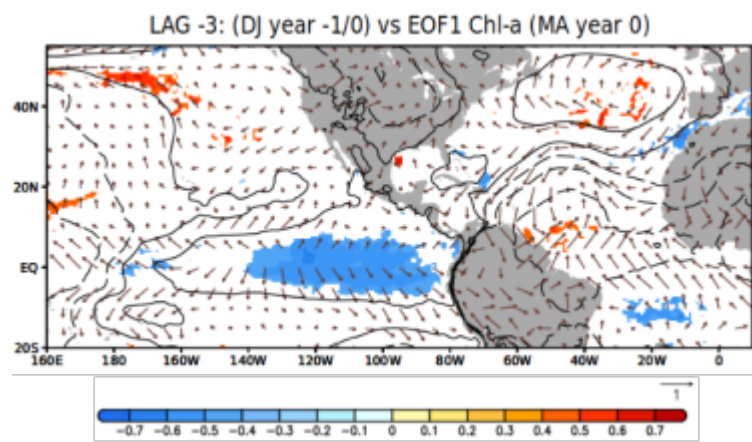 LAG -3: (DJ year -1/0) vs EOF1 Chl-a (MA year 0)
40N
20N
EQ
20S
160E 180 160W 140W 120W 100W 80W 60W 40W 20W 0
1
-0.7 -0.6 -0.5 -0.4 -0.3 -0.2 -0.1 0 0.1 0.2 0.3 0.4 0.5 0.6 0.7